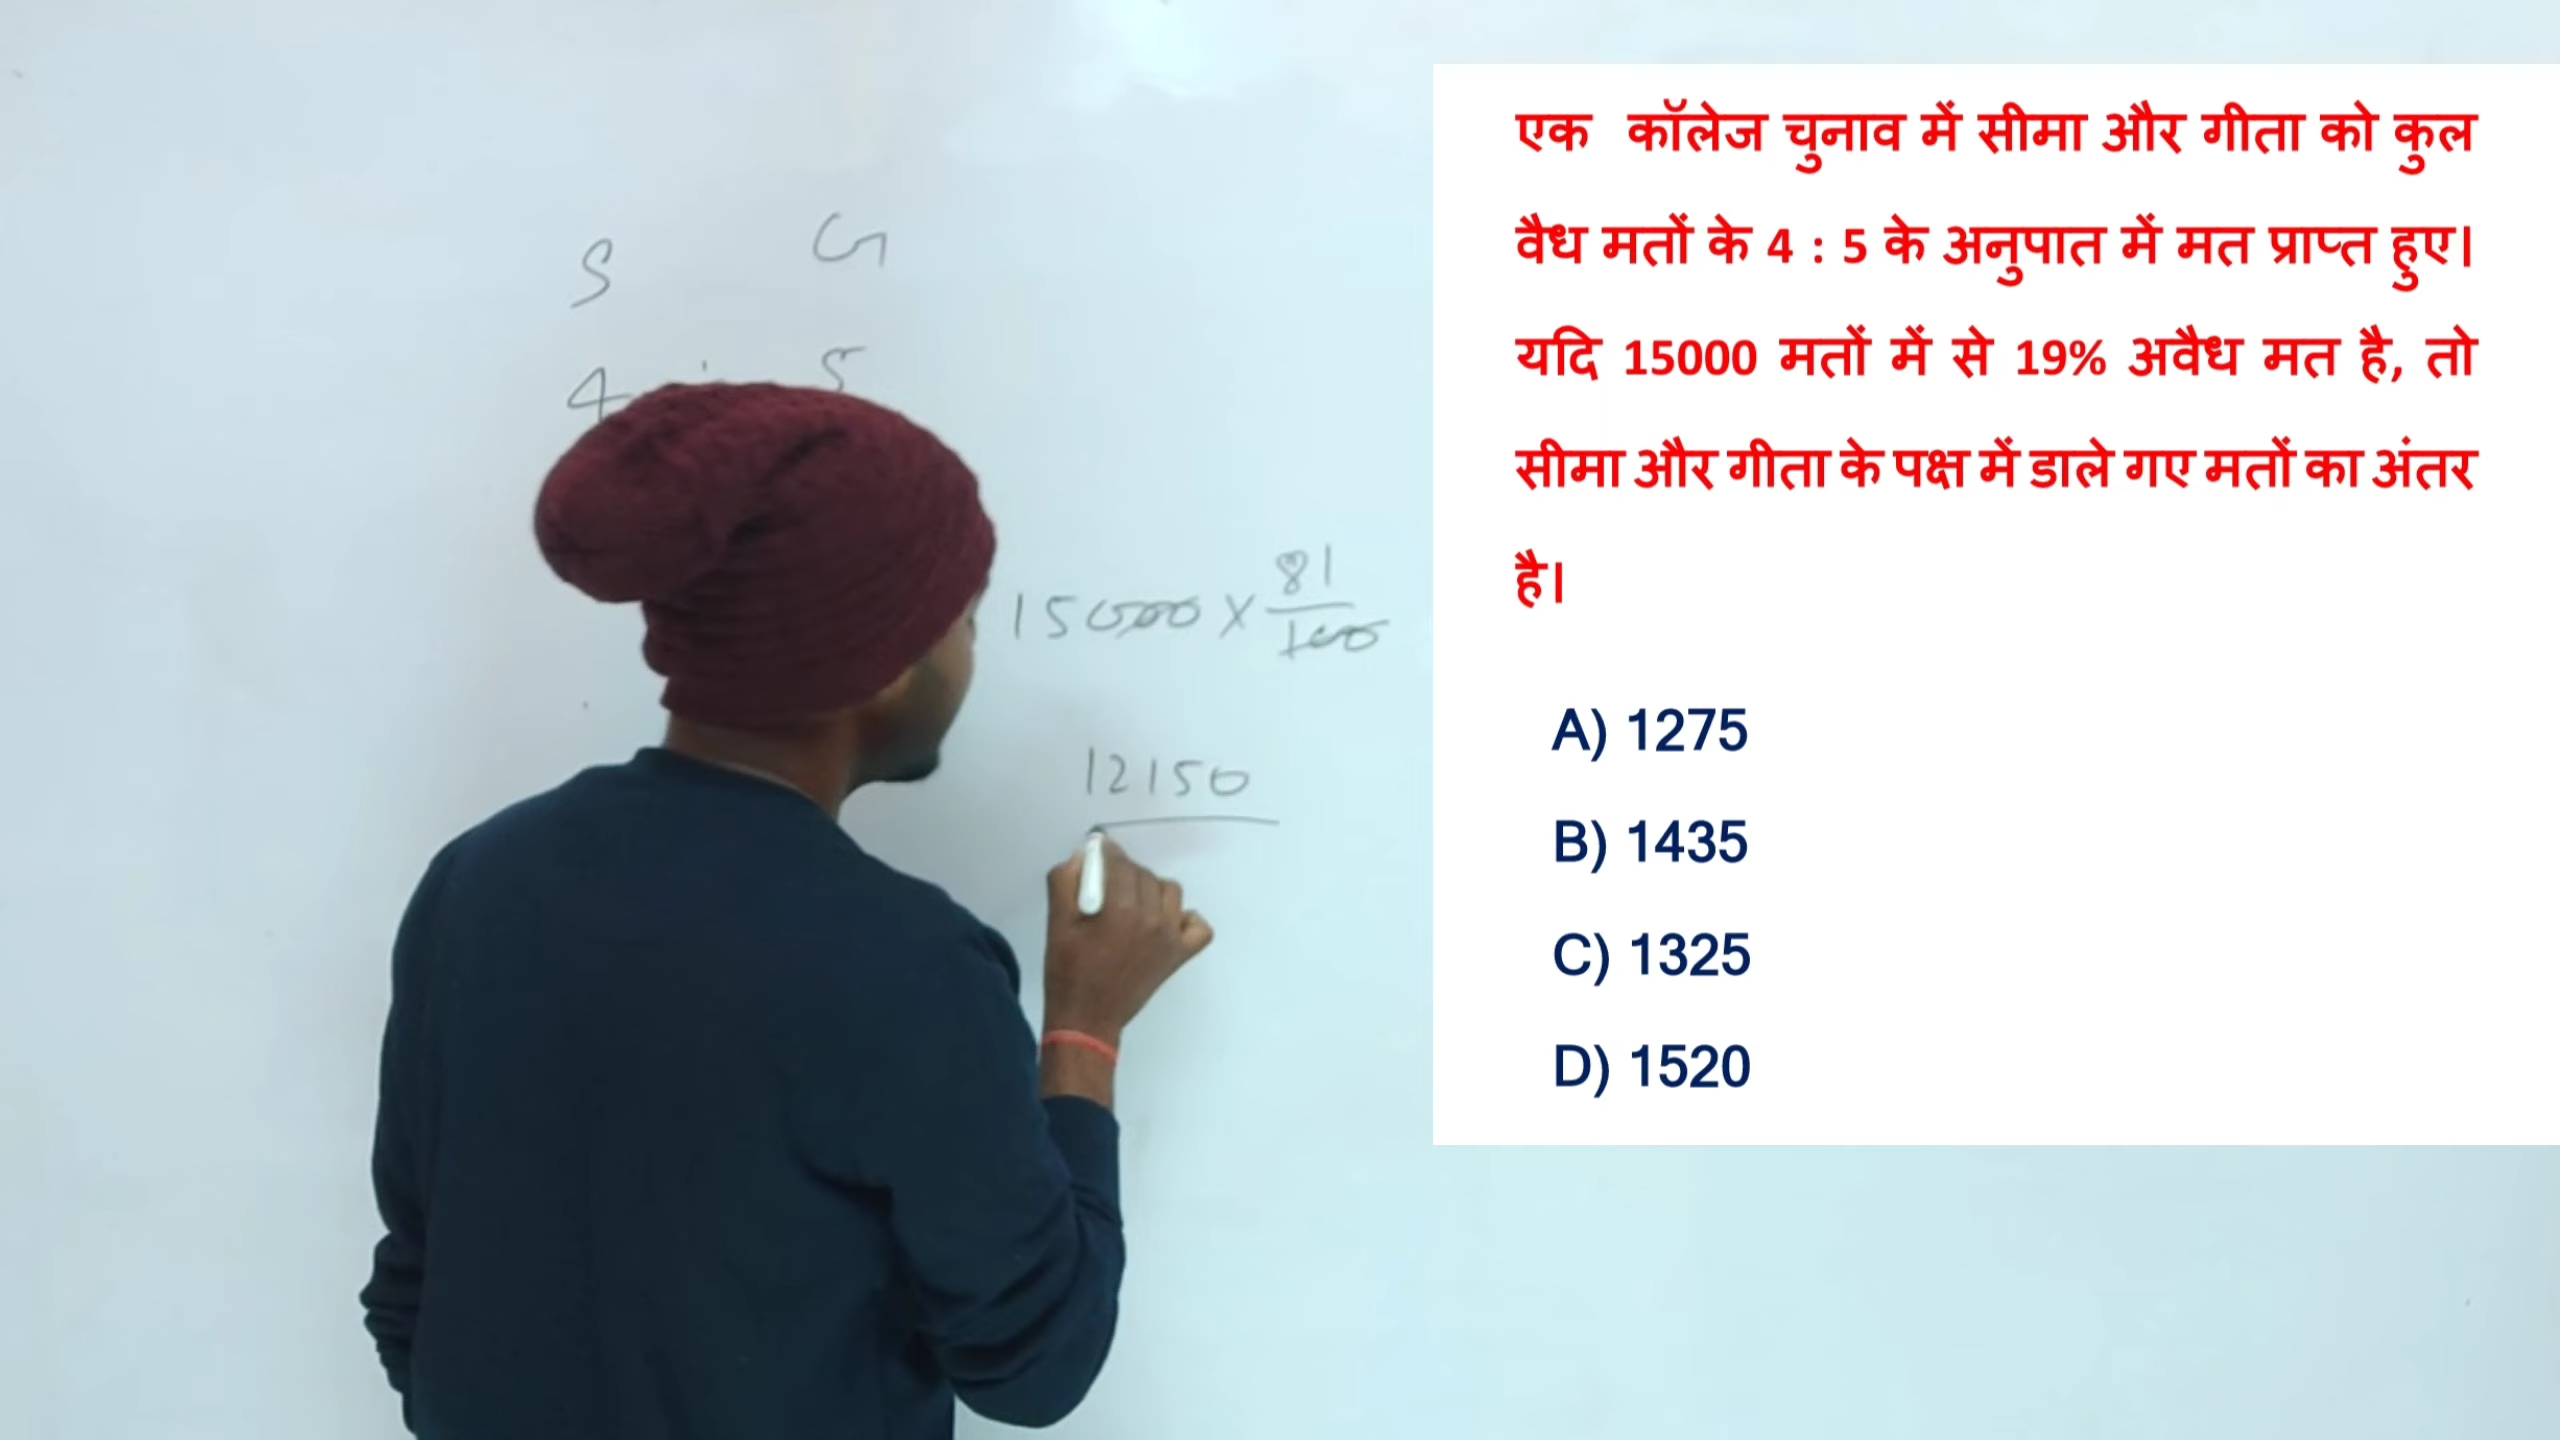 S G
4 : 5
15000 × 81/100
12150
एक कॉलेज चुनाव में सीमा और गीता को कुल
वैध मतों के 4 : 5 के अनुपात में मत प्राप्त हुए।
यदि 15000 मतों में से 19% अवैध मत है, तो
सीमा और गीता के पक्ष में डाले गए मतों का अंतर
है।
A) 1275
B) 1435
C) 1325
D) 1520